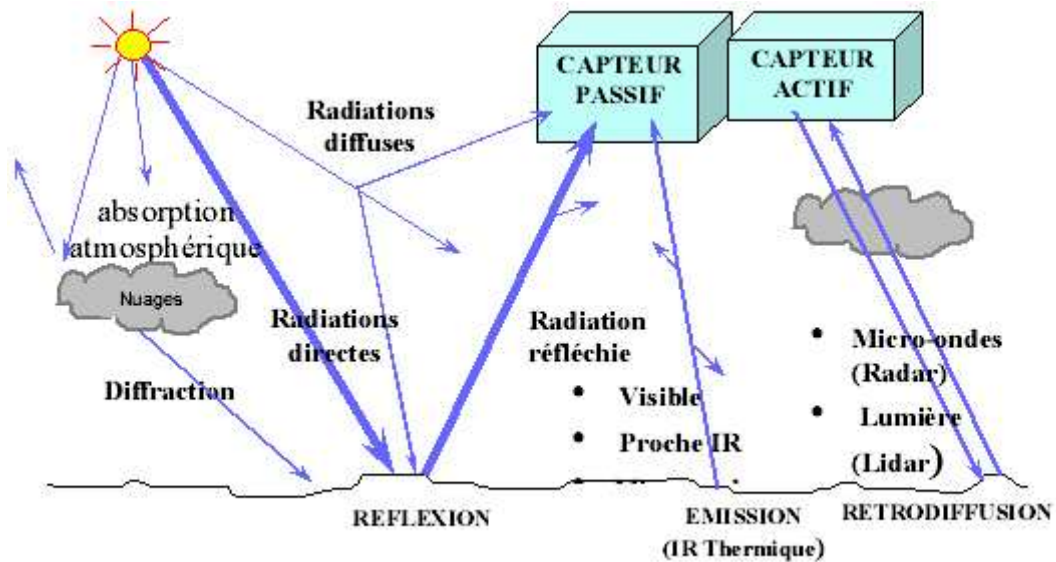 CAPTEUR
PASSIF
CAPTEUR
ACTIF
Radiations
diffuses
absorption
atmosphérique
Nuages
Radiations
directes
Diffraction
Radiation
réfléchie
• Visible
• Proche IR
•
• Micro-ondes
(Radar)
• Lumière
(Lidar)
REFLEXION
EMISSION
(IR Thermique)
RETRODIFFUSION